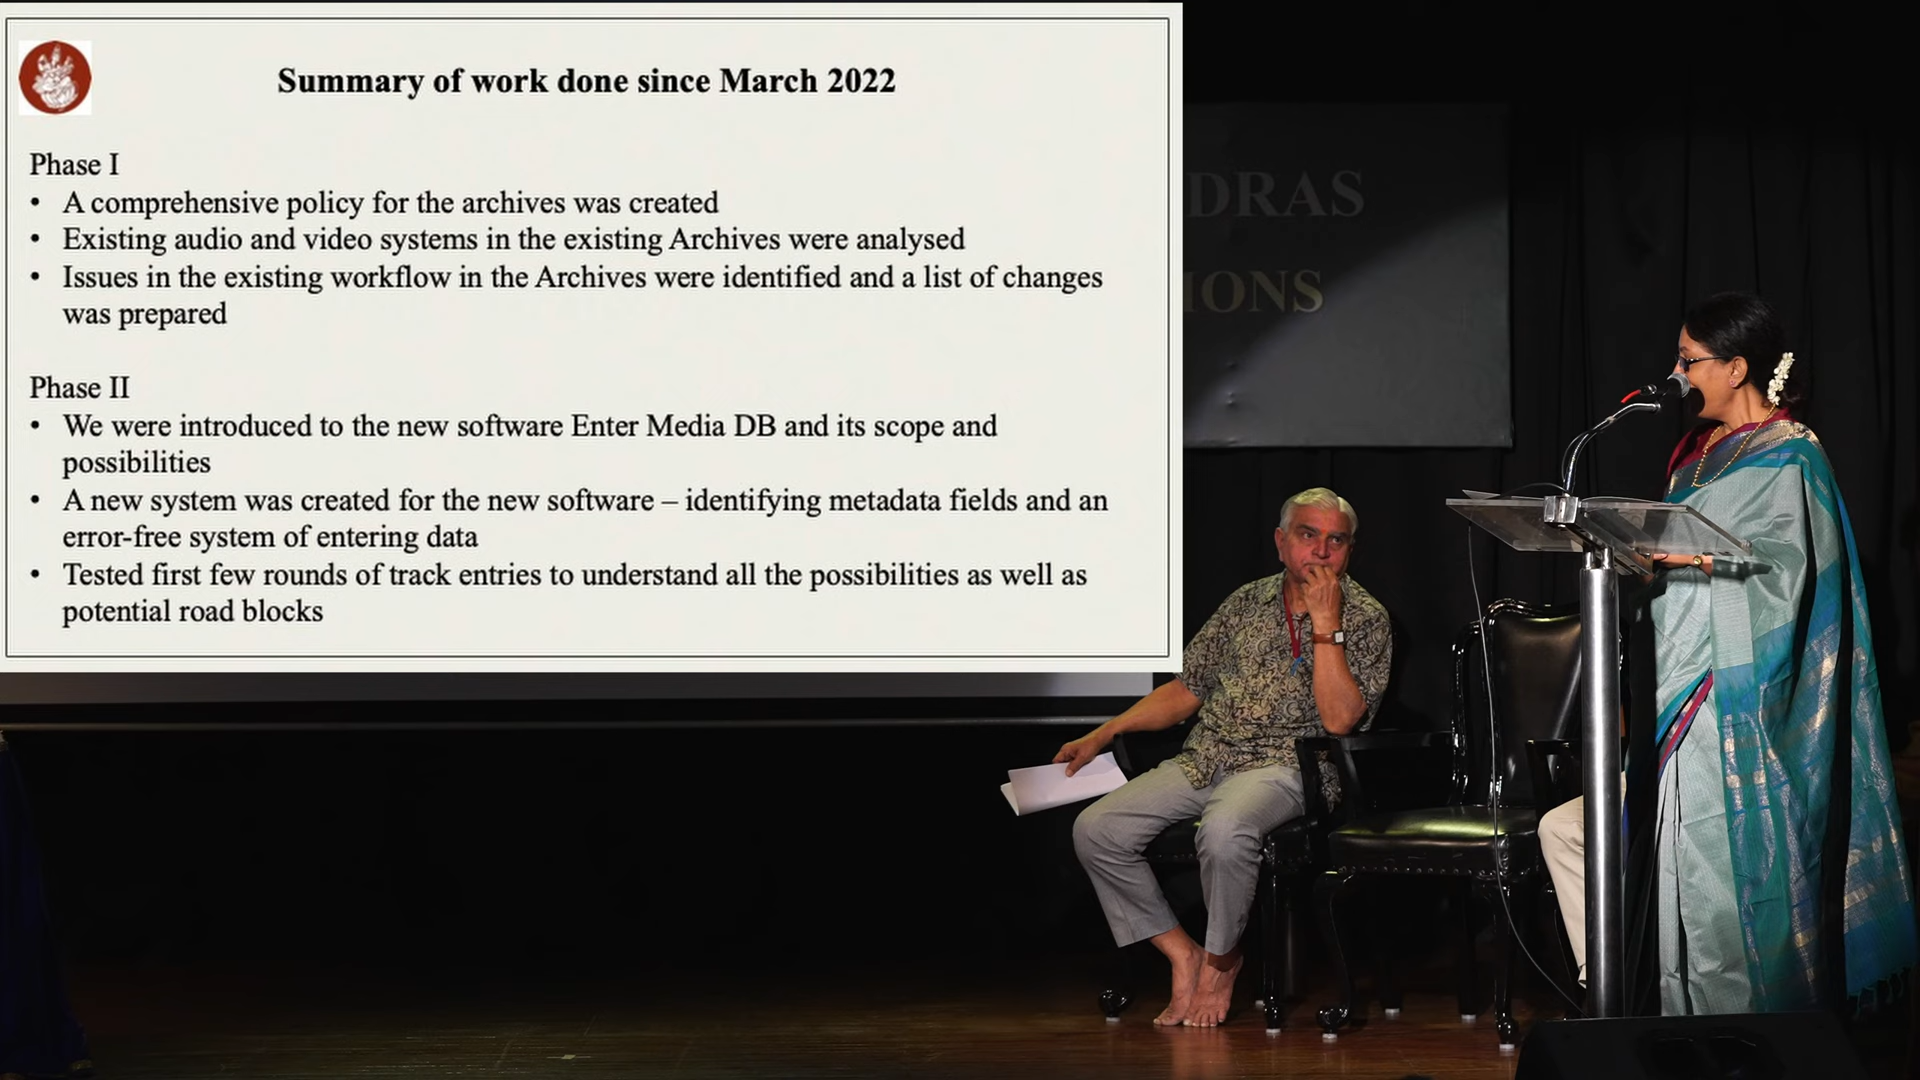 Summary of work done since March 2022
Phase I
• A comprehensive policy for the archives was created
• Existing audio and video systems in the existing Archives were analysed
• Issues in the existing workflow in the Archives were identified and a list of changes
was prepared
Phase II
• We were introduced to the new software Enter Media DB and its scope and
possibilities
• A new system was created for the new software – identifying metadata fields and an
error-free system of entering data
• Tested first few rounds of track entries to understand all the possibilities as well as
potential road blocks
DRAS
IONS